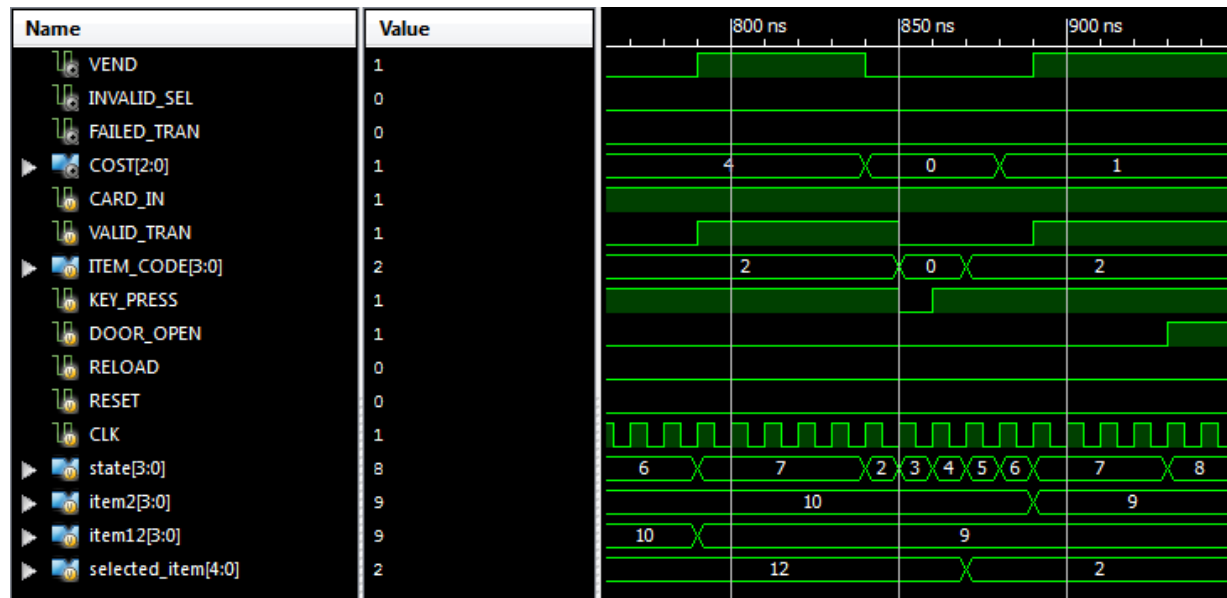 Name Value 800 ns 850 ns 900 ns
VEND 1
INVALID_SEL 0
FAILED_TRAN 0
COST[2:0] 1 4 0 1
CARD_IN 1
VALID_TRAN 1
ITEM_CODE[3:0] 2 2 0 2
KEY_PRESS 1
DOOR_OPEN 1
RELOAD 0
RESET 0
CLK 1
state[3:0] 8 6 7 2 3 4 5 6 7 8
item2[3:0] 9 10 9
item12[3:0] 9 10 9
selected_item[4:0] 2 12 2